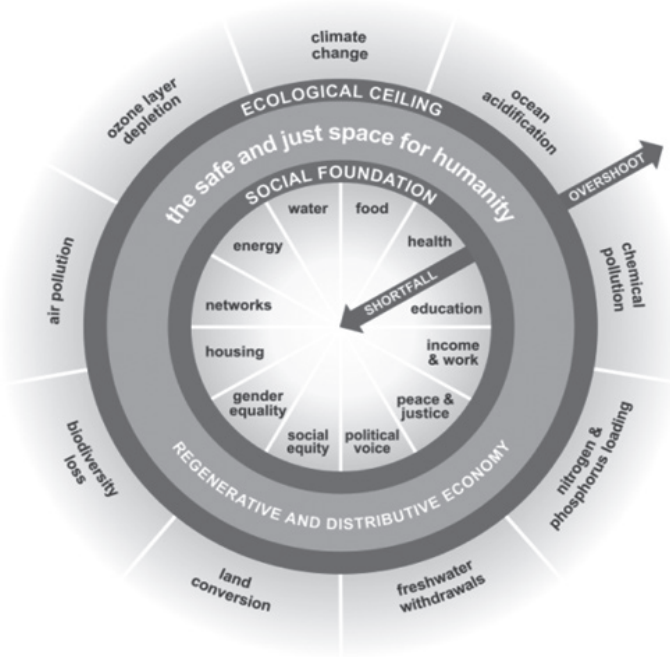 climate
change
ozone layer
depletion
ocean
acidification
ECOLOGICAL CEILING
the safe and just space for humanity
OVERSHOOT
SOCIAL FOUNDATION
water
food
energy
health
air pollution
chemical
pollution
SHORTFALL
networks
education
housing
income
& work
gender
equality
peace &
justice
social
equity
political
voice
REGENERATIVE AND DISTRIBUTIVE ECONOMY
biodiversity
loss
nitrogen &
phosphorus loading
land
conversion
freshwater
withdrawals